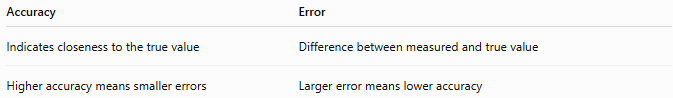 Accuracy Error
Indicates closeness to the true value Difference between measured and true value
Higher accuracy means smaller errors Larger error means lower accuracy